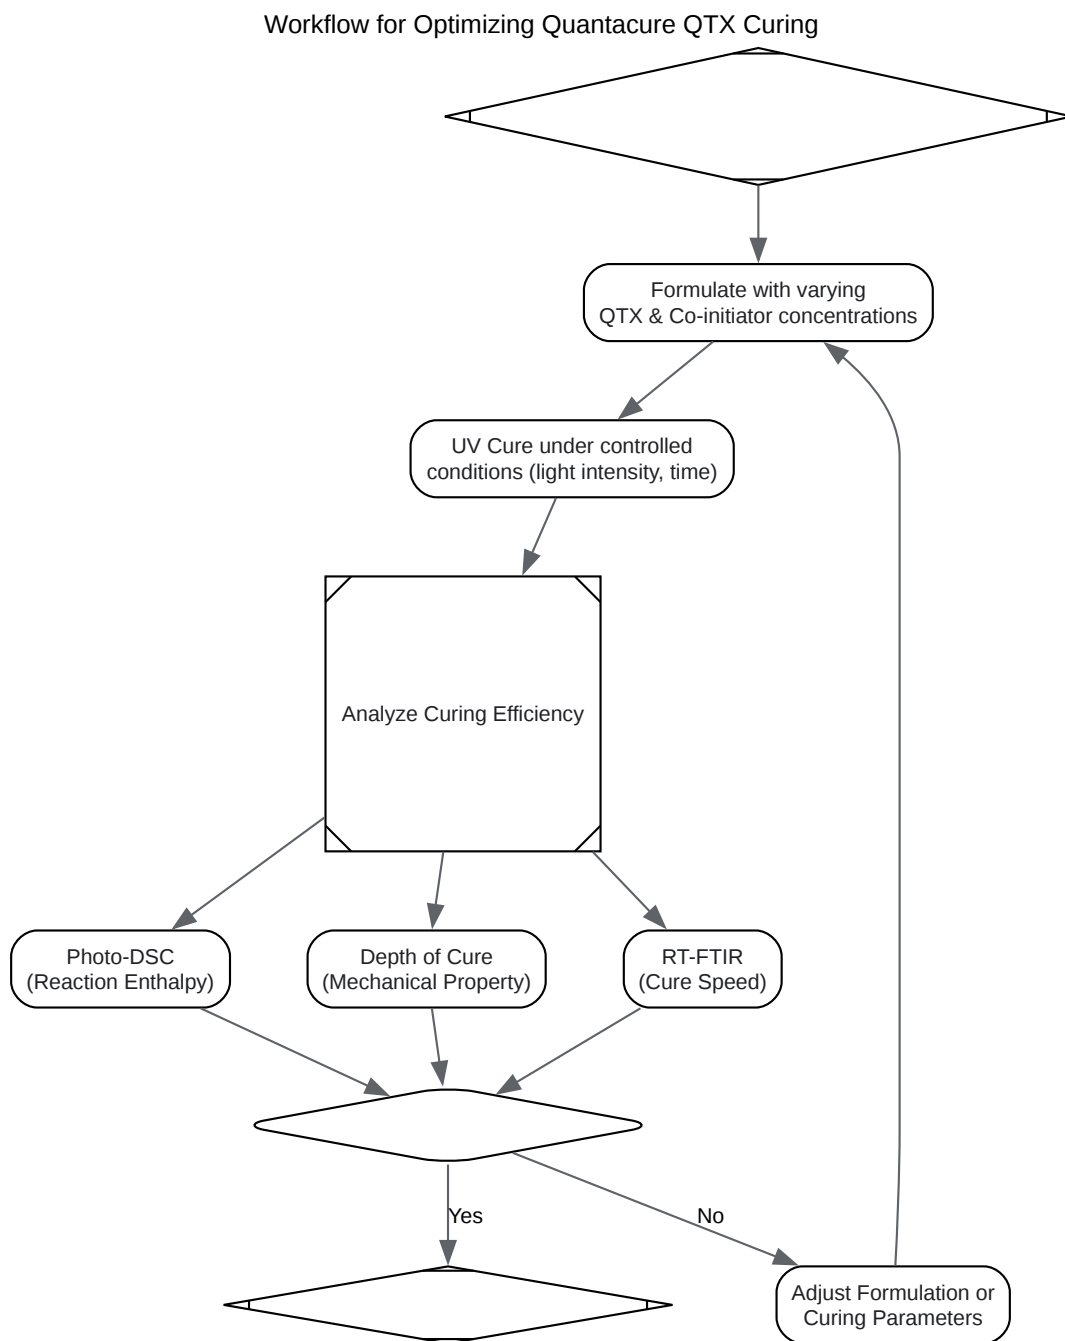 Workflow for Optimizing Quantacure QTX Curing
Formulate with varying
QTX & Co-initiator concentrations
UV Cure under controlled
conditions (light intensity, time)
Analyze Curing Efficiency
Photo-DSC
(Reaction Enthalpy)
Depth of Cure
(Mechanical Property)
RT-FTIR
(Cure Speed)
Yes
No
Adjust Formulation or
Curing Parameters